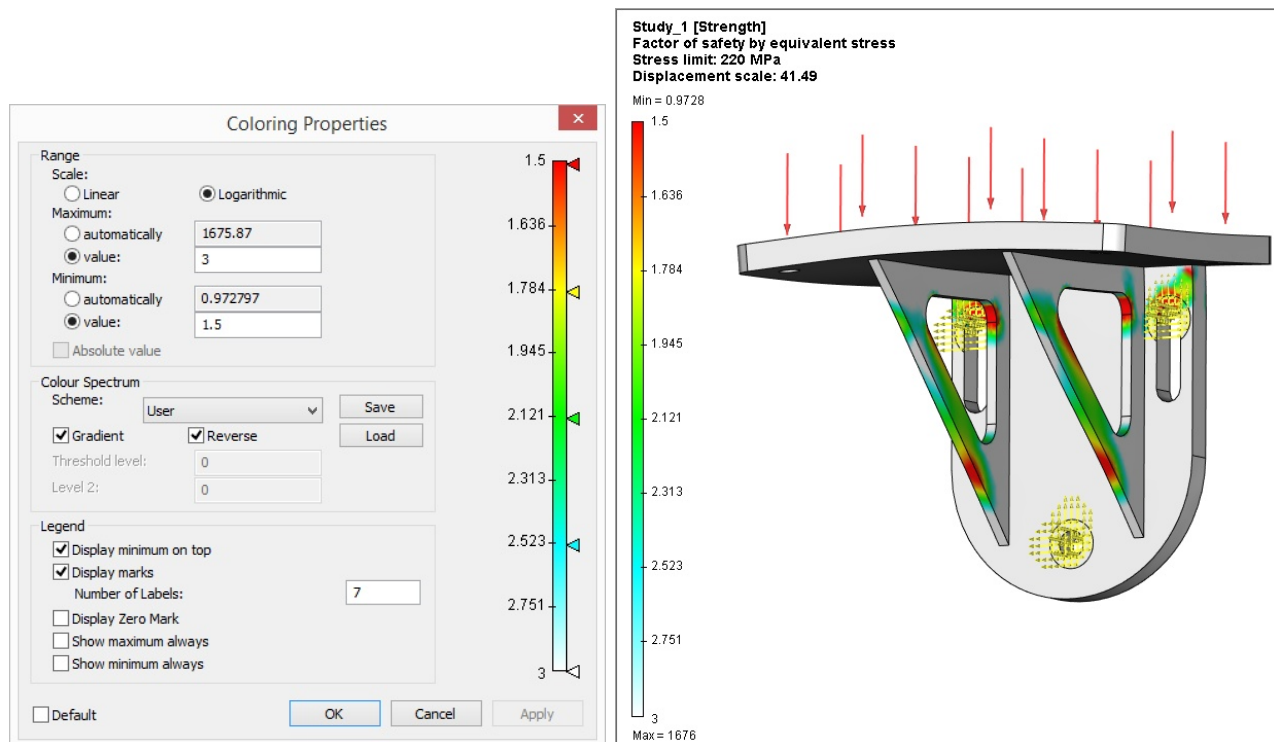 Coloring Properties
Range
Scale:
Linear
Logarithmic
Maximum:
automatically
1675.87
value:
3
Minimum:
automatically
0.972797
value:
1.5
Absolute value
Colour Spectrum
Scheme:
User
Save
Gradient
Reverse
Load
Threshold level:
0
Level 2:
0
Legend
Display minimum on top
Display marks
Number of Labels:
7
Display Zero Mark
Show maximum always
Show minimum always
1.5
1.636
1.784
1.945
2.121
2.313
2.523
2.751
3
Default
OK
Cancel
Apply
Study_1 [Strength]
Factor of safety by equivalent stress
Stress limit: 220 MPa
Displacement scale: 41.49
Min = 0.9728
1.5
1.636
1.784
1.945
2.121
2.313
2.523
2.751
3
Max = 1676